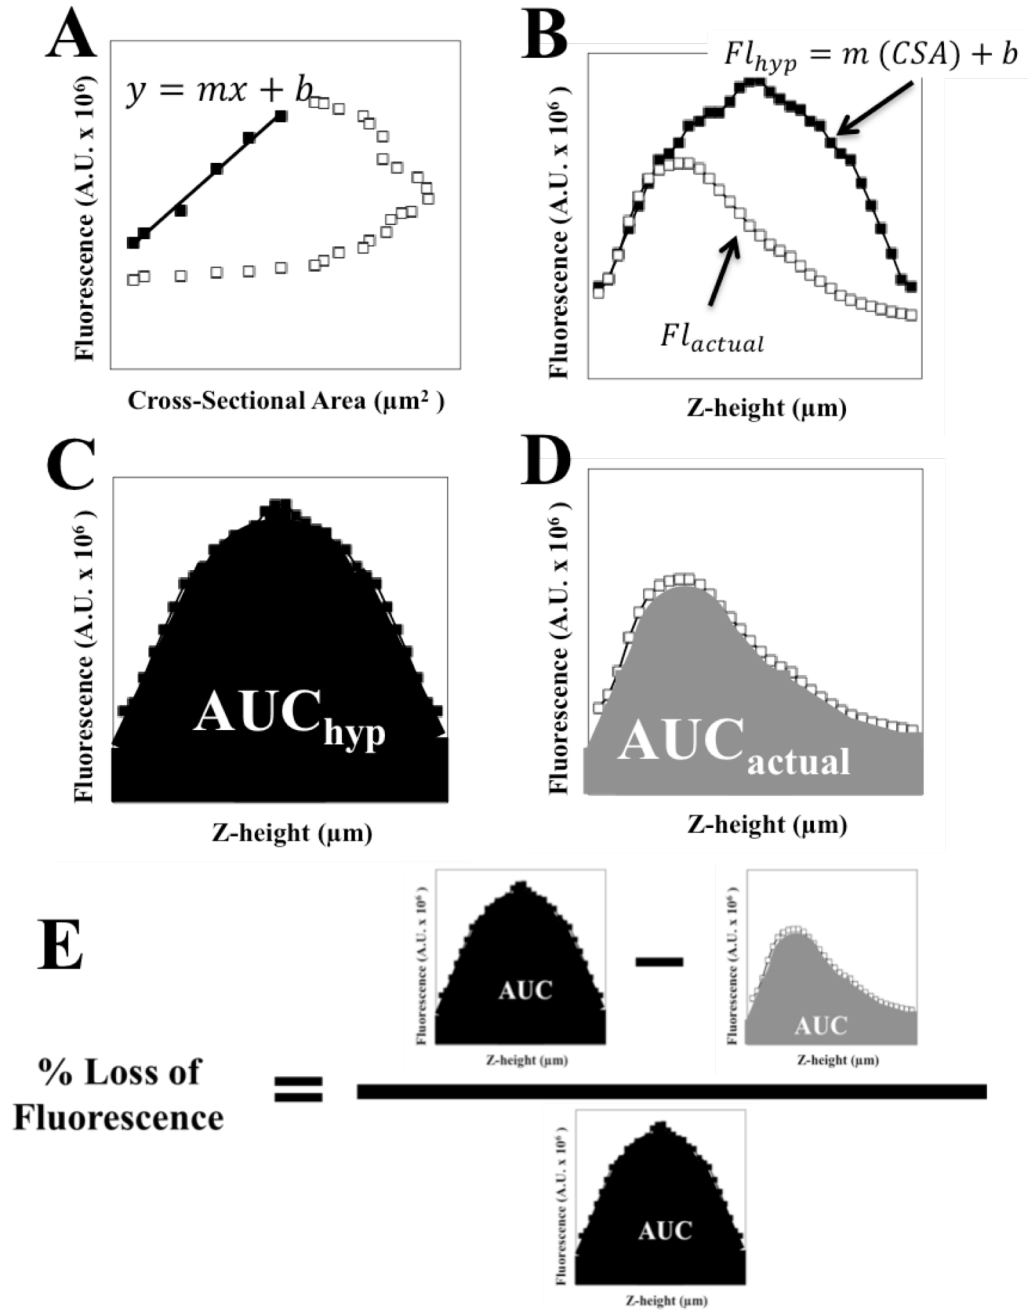 A
y = mx + b
Fluorescence (A.U. x 10⁶)
Cross-Sectional Area (µm² )
B
Fl_hyp = m (CSA) + b
Fl_actual
Fluorescence (A.U. x 10⁶ )
Z-height (µm)
C
Fluorescence (A.U. x 10⁶ )
AUC_hyp
Z-height (µm)
D
Fluorescence (A.U. x 10⁶ )
AUC_actual
Z-height (µm)
E
% Loss of
Fluorescence
=
Fluorescence (A.U. x 10⁶ )
AUC
Z-height (µm)
–
Fluorescence (A.U. x 10⁶ )
AUC
Z-height (µm)
Fluorescence (A.U. x 10⁶ )
AUC
Z-height (µm)